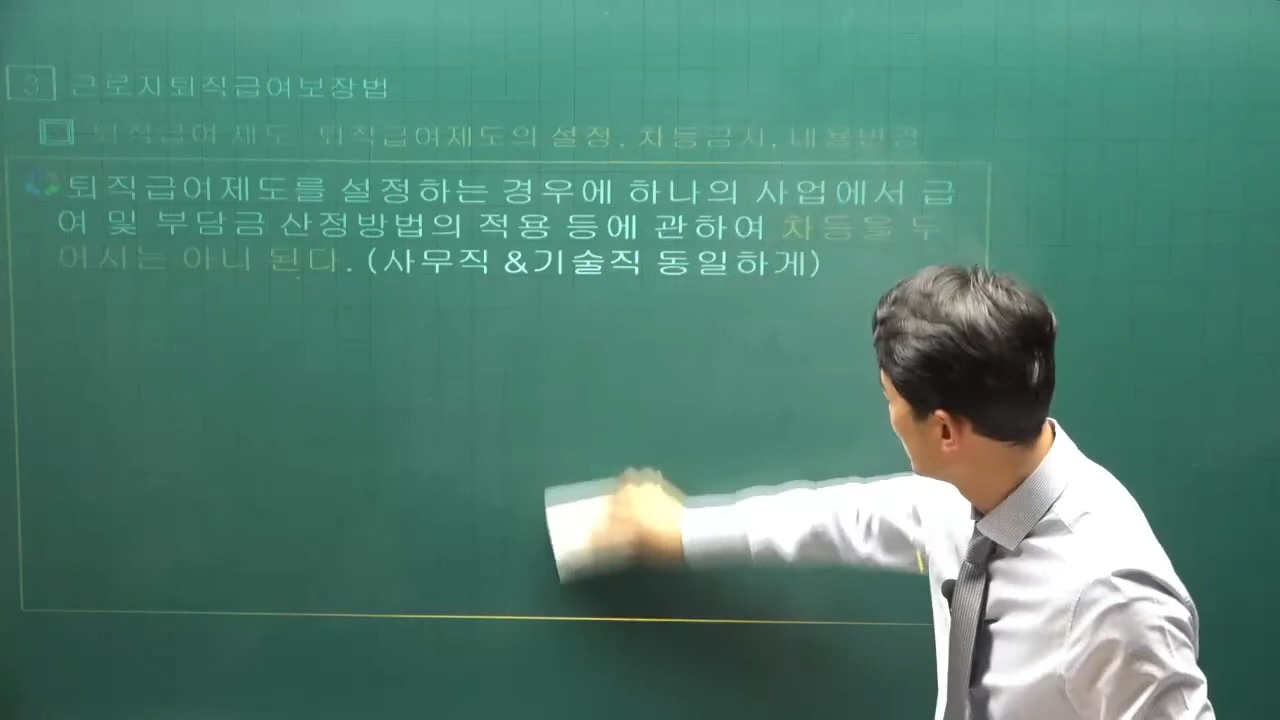 3 근로자퇴직급여보장법
퇴직급여 제도 퇴직급여제도의 설정, 차등금지, 내용변경
퇴직급여제도를 설정하는 경우에 하나의 사업에서 급
여 및 부담금 산정방법의 적용 등에 관하여 차등을 두
어서는 아니 된다. (사무직 &기술직 동일하게)